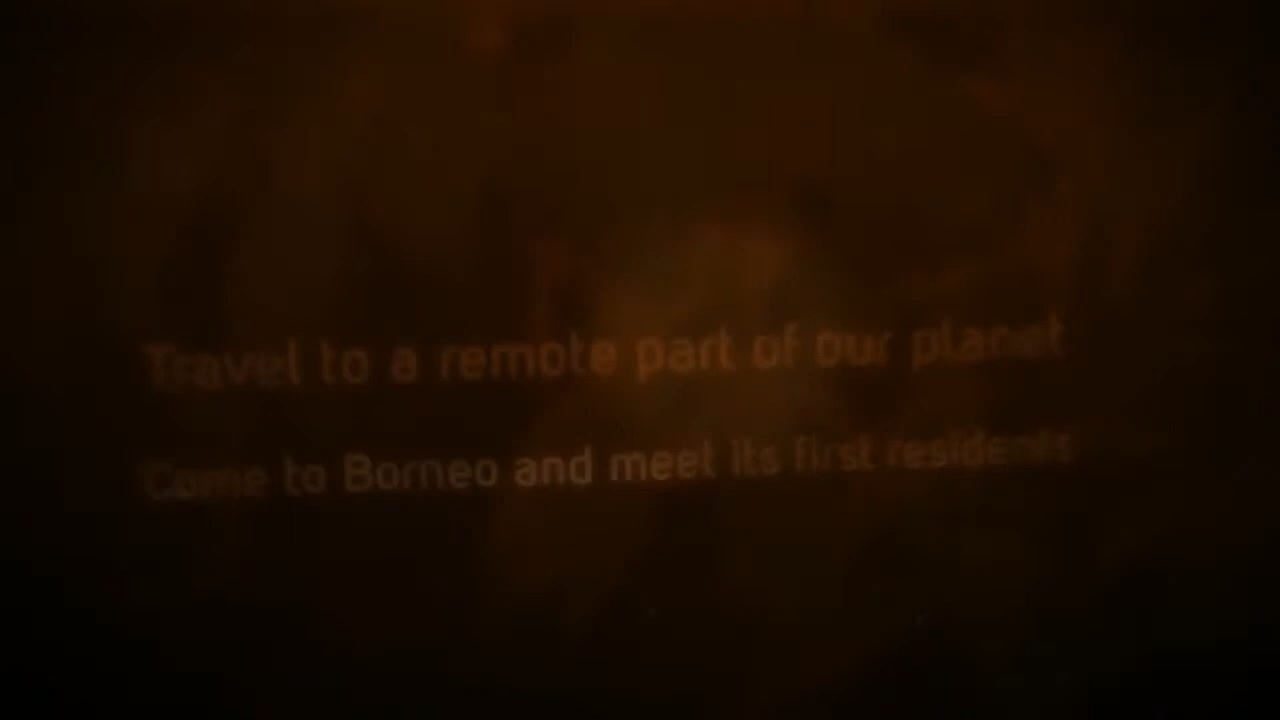 Travel to a remote part of our planet
Come to Borneo and meet its first residents